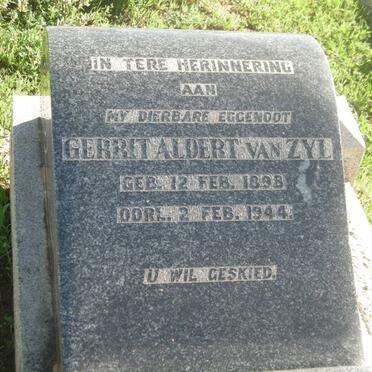 IN TERE HERINNERING
AAN
MY DIERBARE EGGENOOT
GERRIT ALDERT VAN ZYL
GEB. 12 FEB. 1898
OORL. 2 FEB. 1944.
U WIL GESKIED.